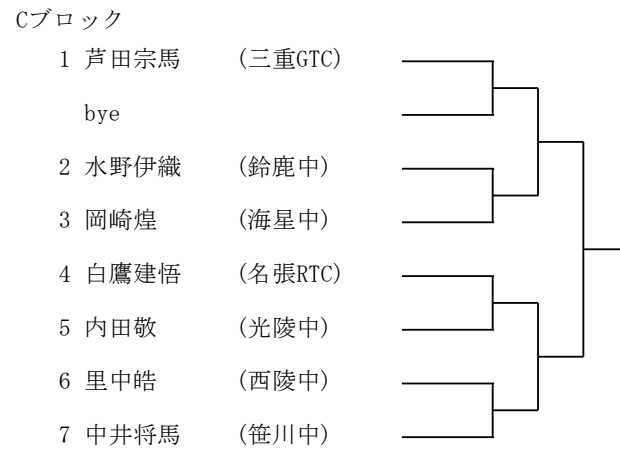 Cブロック
1 芦田宗馬 (三重GTC)
bye
2 水野伊織 (鈴鹿中)
3 岡崎煌 (海星中)
4 白鷹建悟 (名張RTC)
5 内田敬 (光陵中)
6 里中皓 (西陵中)
7 中井将馬 (笹川中)